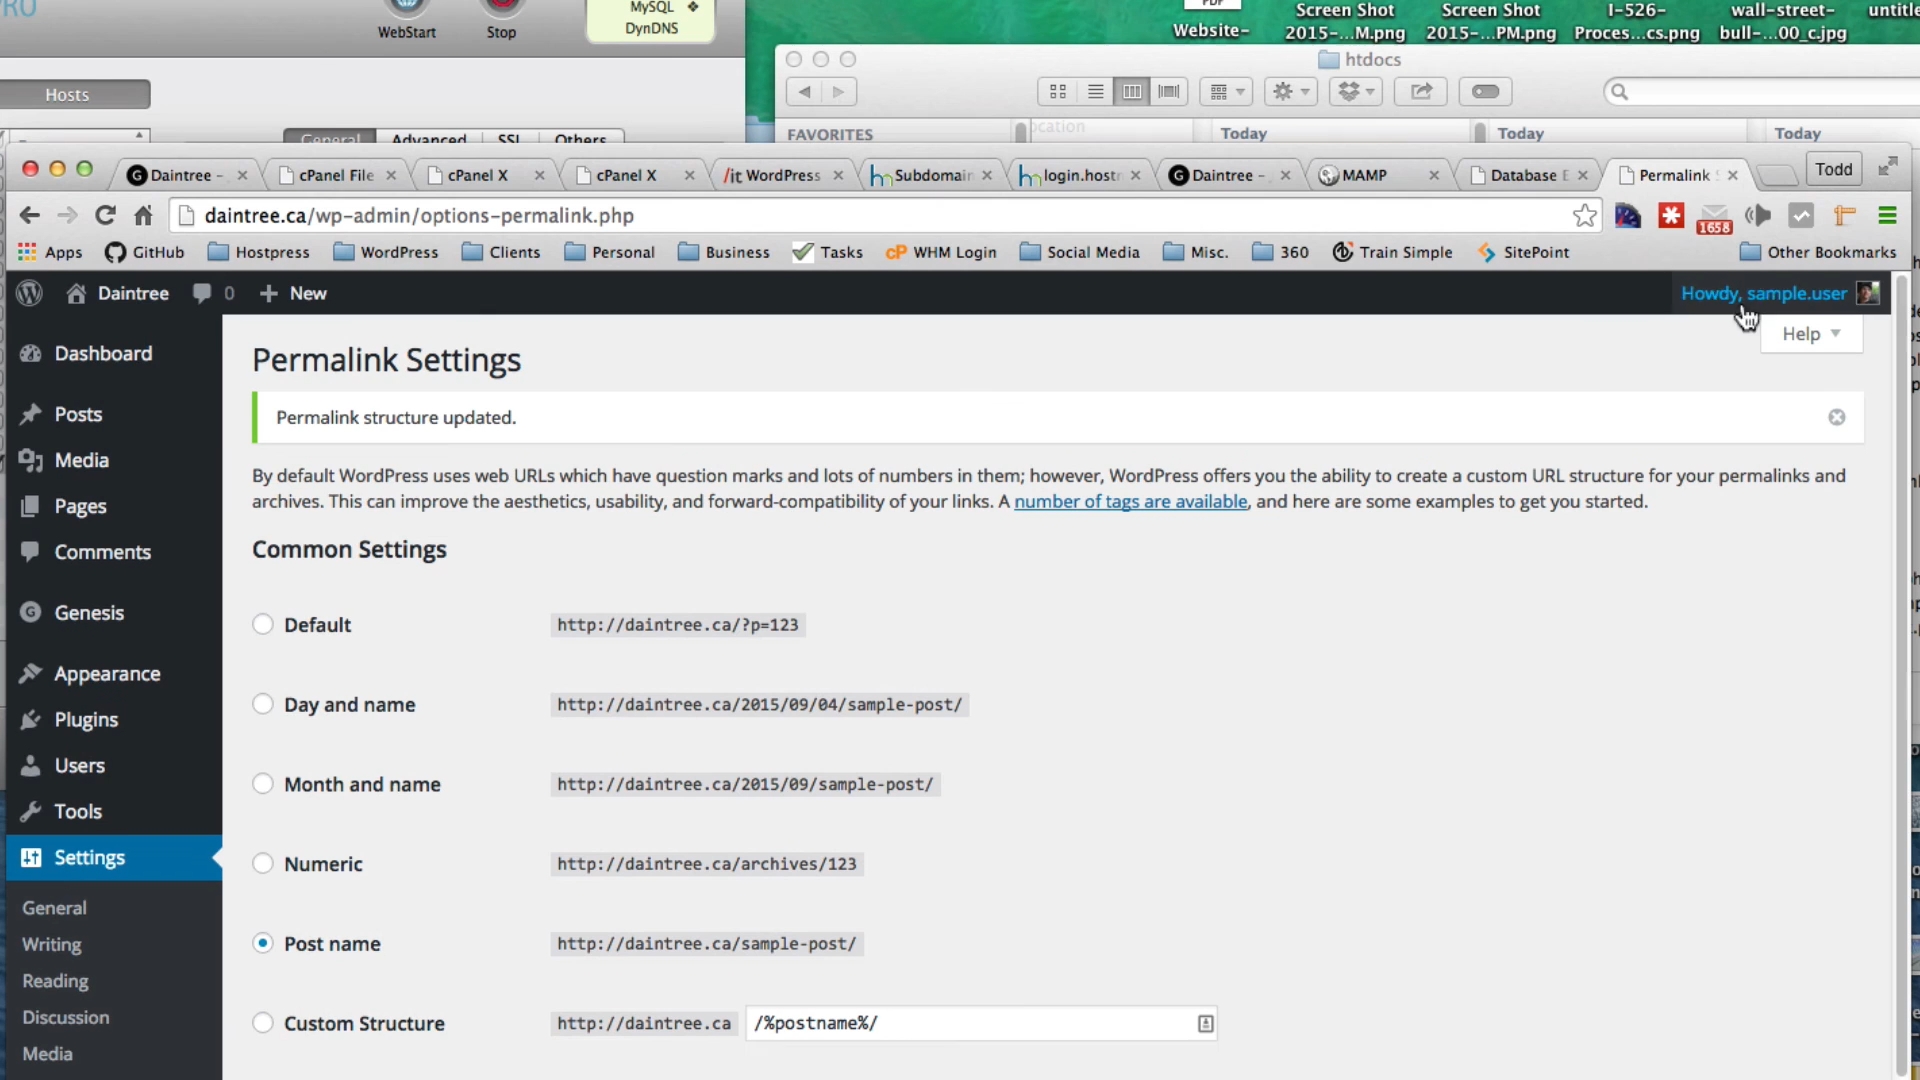 WebStart
Stop
MySQL
DynDNS
Website-
Screen Shot
2015-...M.png
Screen Shot
2015-...PM.png
I-526-
Proces...cs.png
wall-street-
bull-...00_c.jpg
Hosts
General Advanced SSL Others
htdocs
FAVORITES
Today
Today
Today
Daintree -
cPanel File
cPanel X
cPanel X
/it WordPress
Subdomain
login.hostn
Daintree -
MAMP
Database E
Permalink S
Todd
daintree.ca/wp-admin/options-permalink.php
1658
Apps GitHub Hostpress WordPress Clients Personal Business Tasks cP WHM Login Social Media Misc. 360 Train Simple SitePoint Other Bookmarks
Daintree 0 + New Howdy, sample.user
Help
Dashboard
Posts
Media
Pages
Comments
Genesis
Appearance
Plugins
Users
Tools
Settings
General
Writing
Reading
Discussion
Media
Permalink Settings
Permalink structure updated.
By default WordPress uses web URLs which have question marks and lots of numbers in them; however, WordPress offers you the ability to create a custom URL structure for your permalinks and
archives. This can improve the aesthetics, usability, and forward-compatibility of your links. A number of tags are available, and here are some examples to get you started.
Common Settings
Default http://daintree.ca/?p=123
Day and name http://daintree.ca/2015/09/04/sample-post/
Month and name http://daintree.ca/2015/09/sample-post/
Numeric http://daintree.ca/archives/123
Post name http://daintree.ca/sample-post/
Custom Structure http://daintree.ca /%postname%/